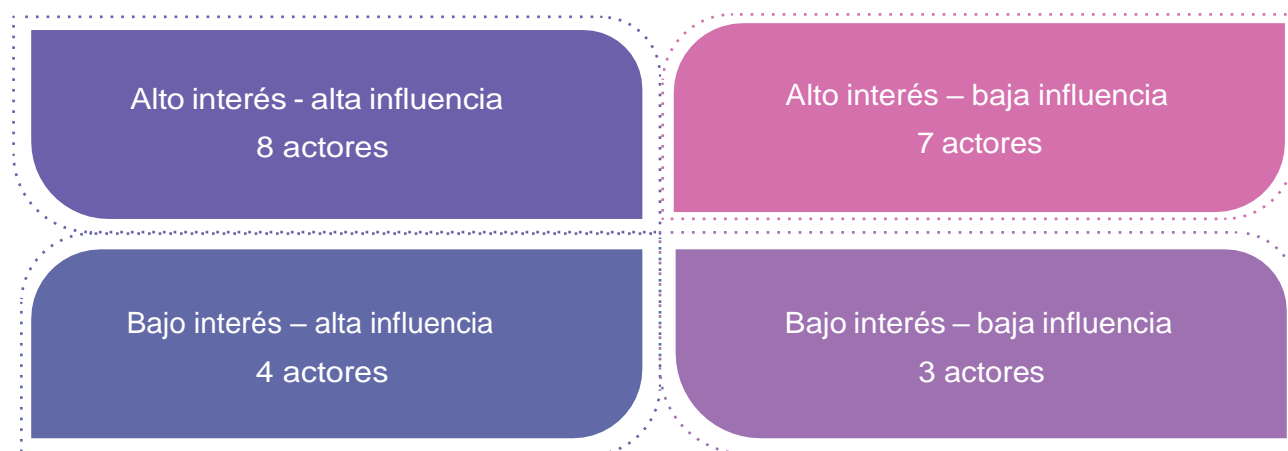 Alto interés - alta influencia
8 actores
Alto interés – baja influencia
7 actores
Bajo interés – alta influencia
4 actores
Bajo interés – baja influencia
3 actores